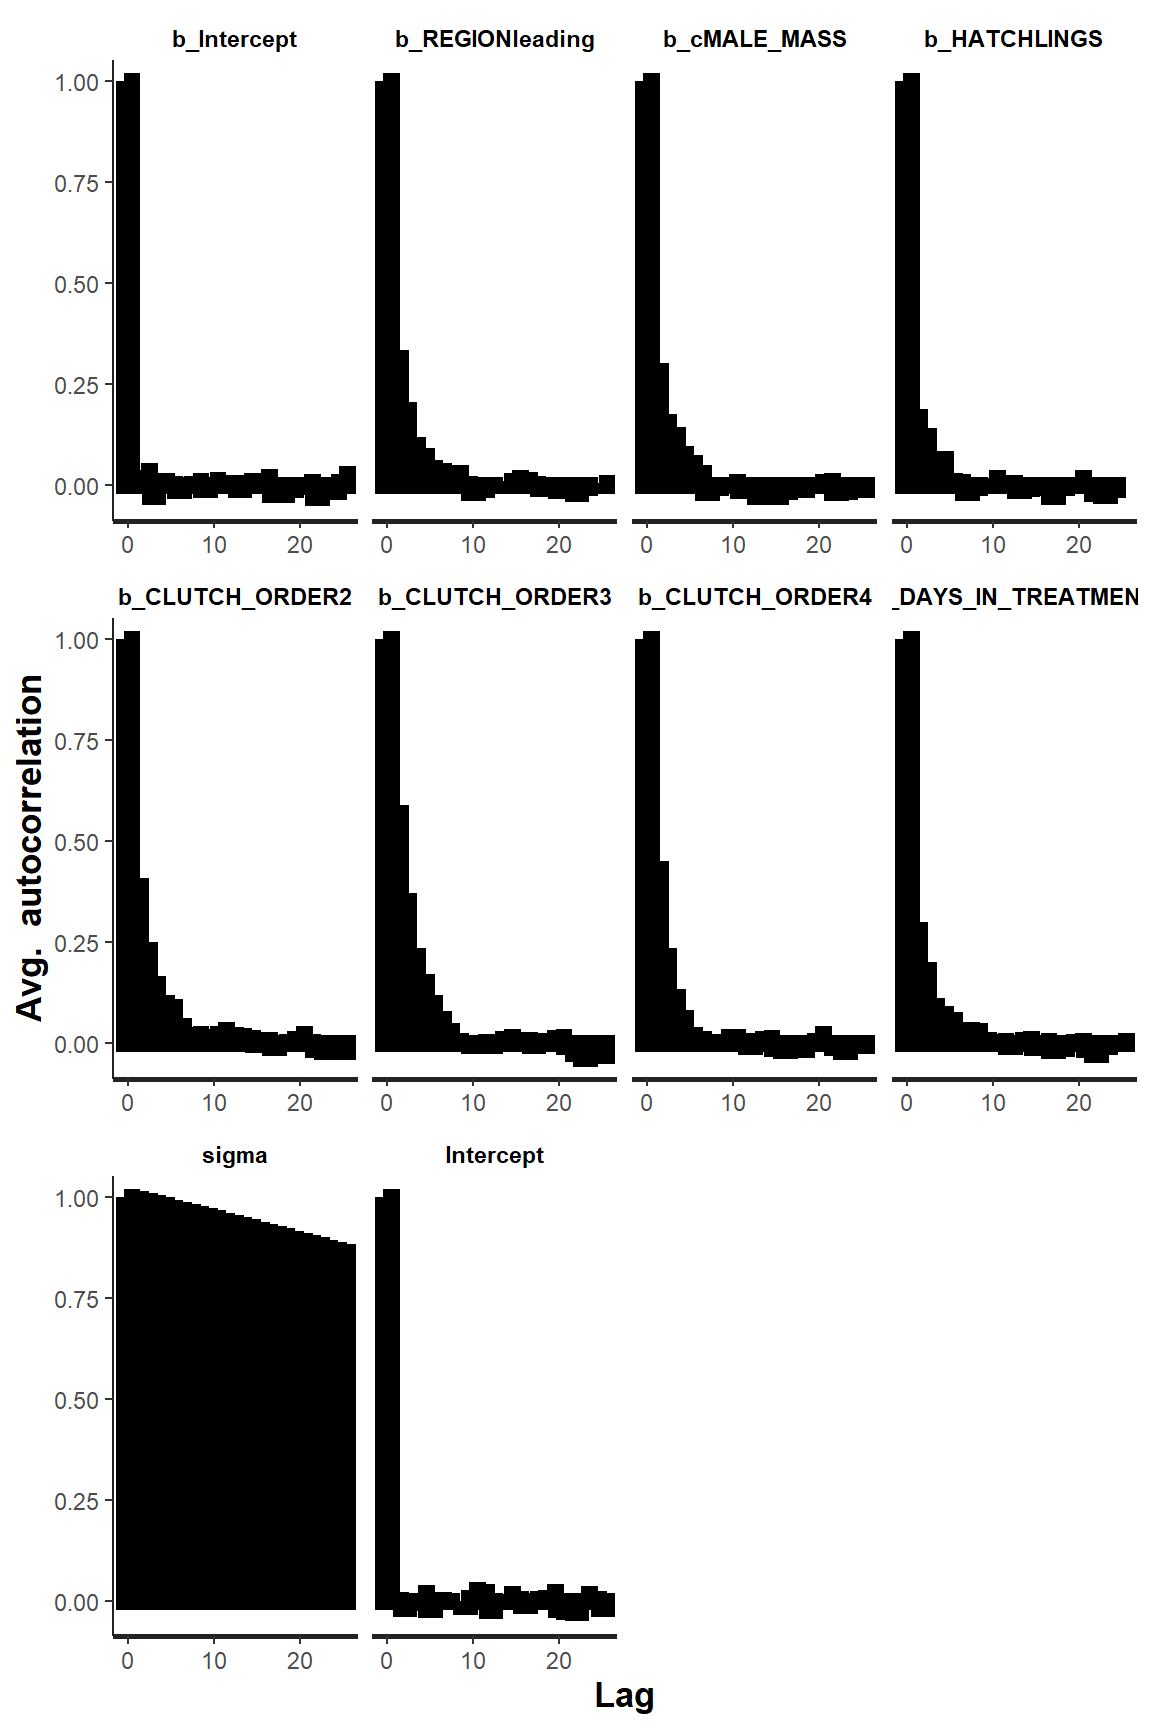 b_Intercept b_REGIONleading b_cMALE_MASS b_HATCHLINGS
1.00
0.75
0.50
0.25
0.00
0 10 20 0 10 20 0 10 20 0 10 20
b_CLUTCH_ORDER2 b_CLUTCH_ORDER3 b_CLUTCH_ORDER4 _DAYS_IN_TREATMEN
1.00
0.75
0.50
0.25
0.00
0 10 20 0 10 20 0 10 20 0 10 20
Avg. autocorrelation
sigma Intercept
1.00
0.75
0.50
0.25
0.00
0 10 20 0 10 20
Lag